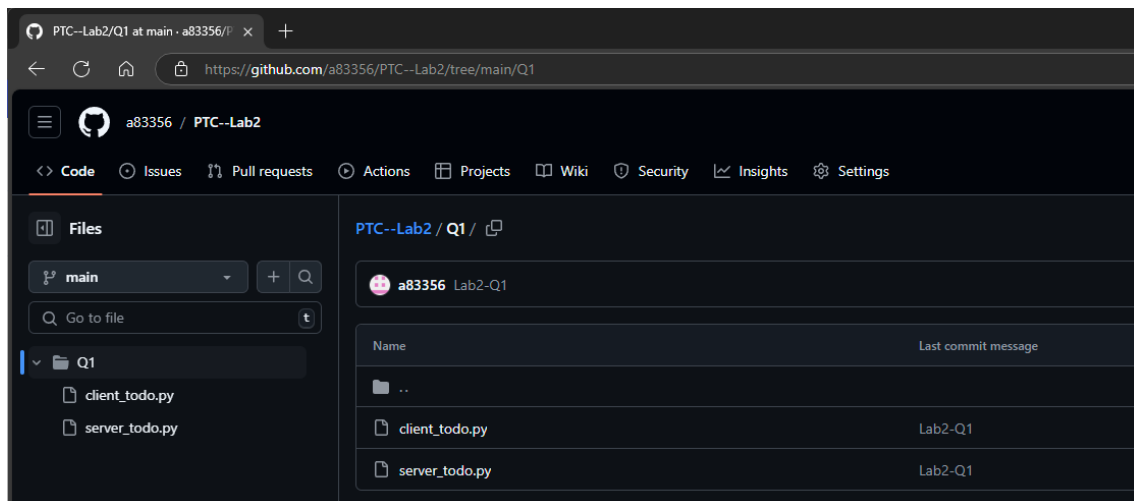 PTC--Lab2/Q1 at main · a83356/P
https://github.com/a83356/PTC--Lab2/tree/main/Q1
a83356 / PTC--Lab2
Code Issues Pull requests Actions Projects Wiki Security Insights Settings
Files
PTC--Lab2 / Q1 /
main
a83356 Lab2-Q1
Go to file t
Name Last commit message
Q1
..
client_todo.py
client_todo.py Lab2-Q1
server_todo.py
server_todo.py Lab2-Q1